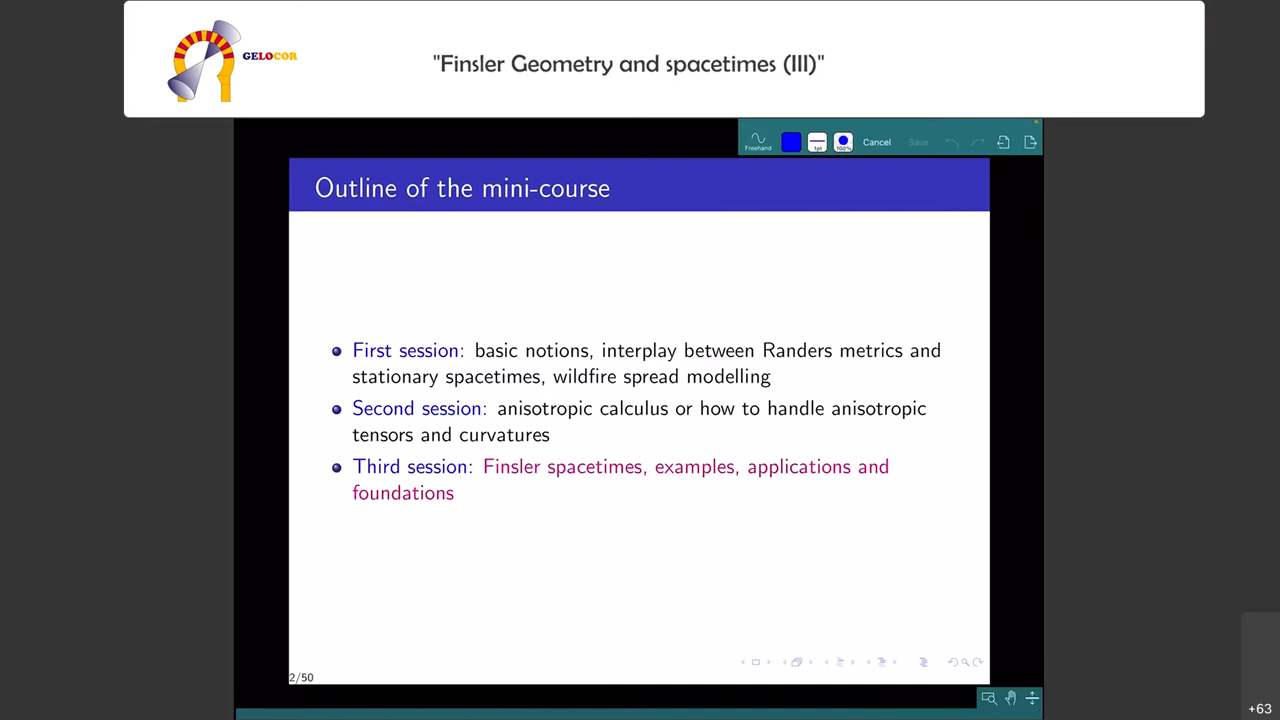 GELOCOR
"Finsler Geometry and spacetimes (III)"
Freehand
1pt
100%
Cancel
Save
Outline of the mini-course
First session: basic notions, interplay between Randers metrics and
stationary spacetimes, wildfire spread modelling
Second session: anisotropic calculus or how to handle anisotropic
tensors and curvatures
Third session: Finsler spacetimes, examples, applications and
foundations
2/50
+63